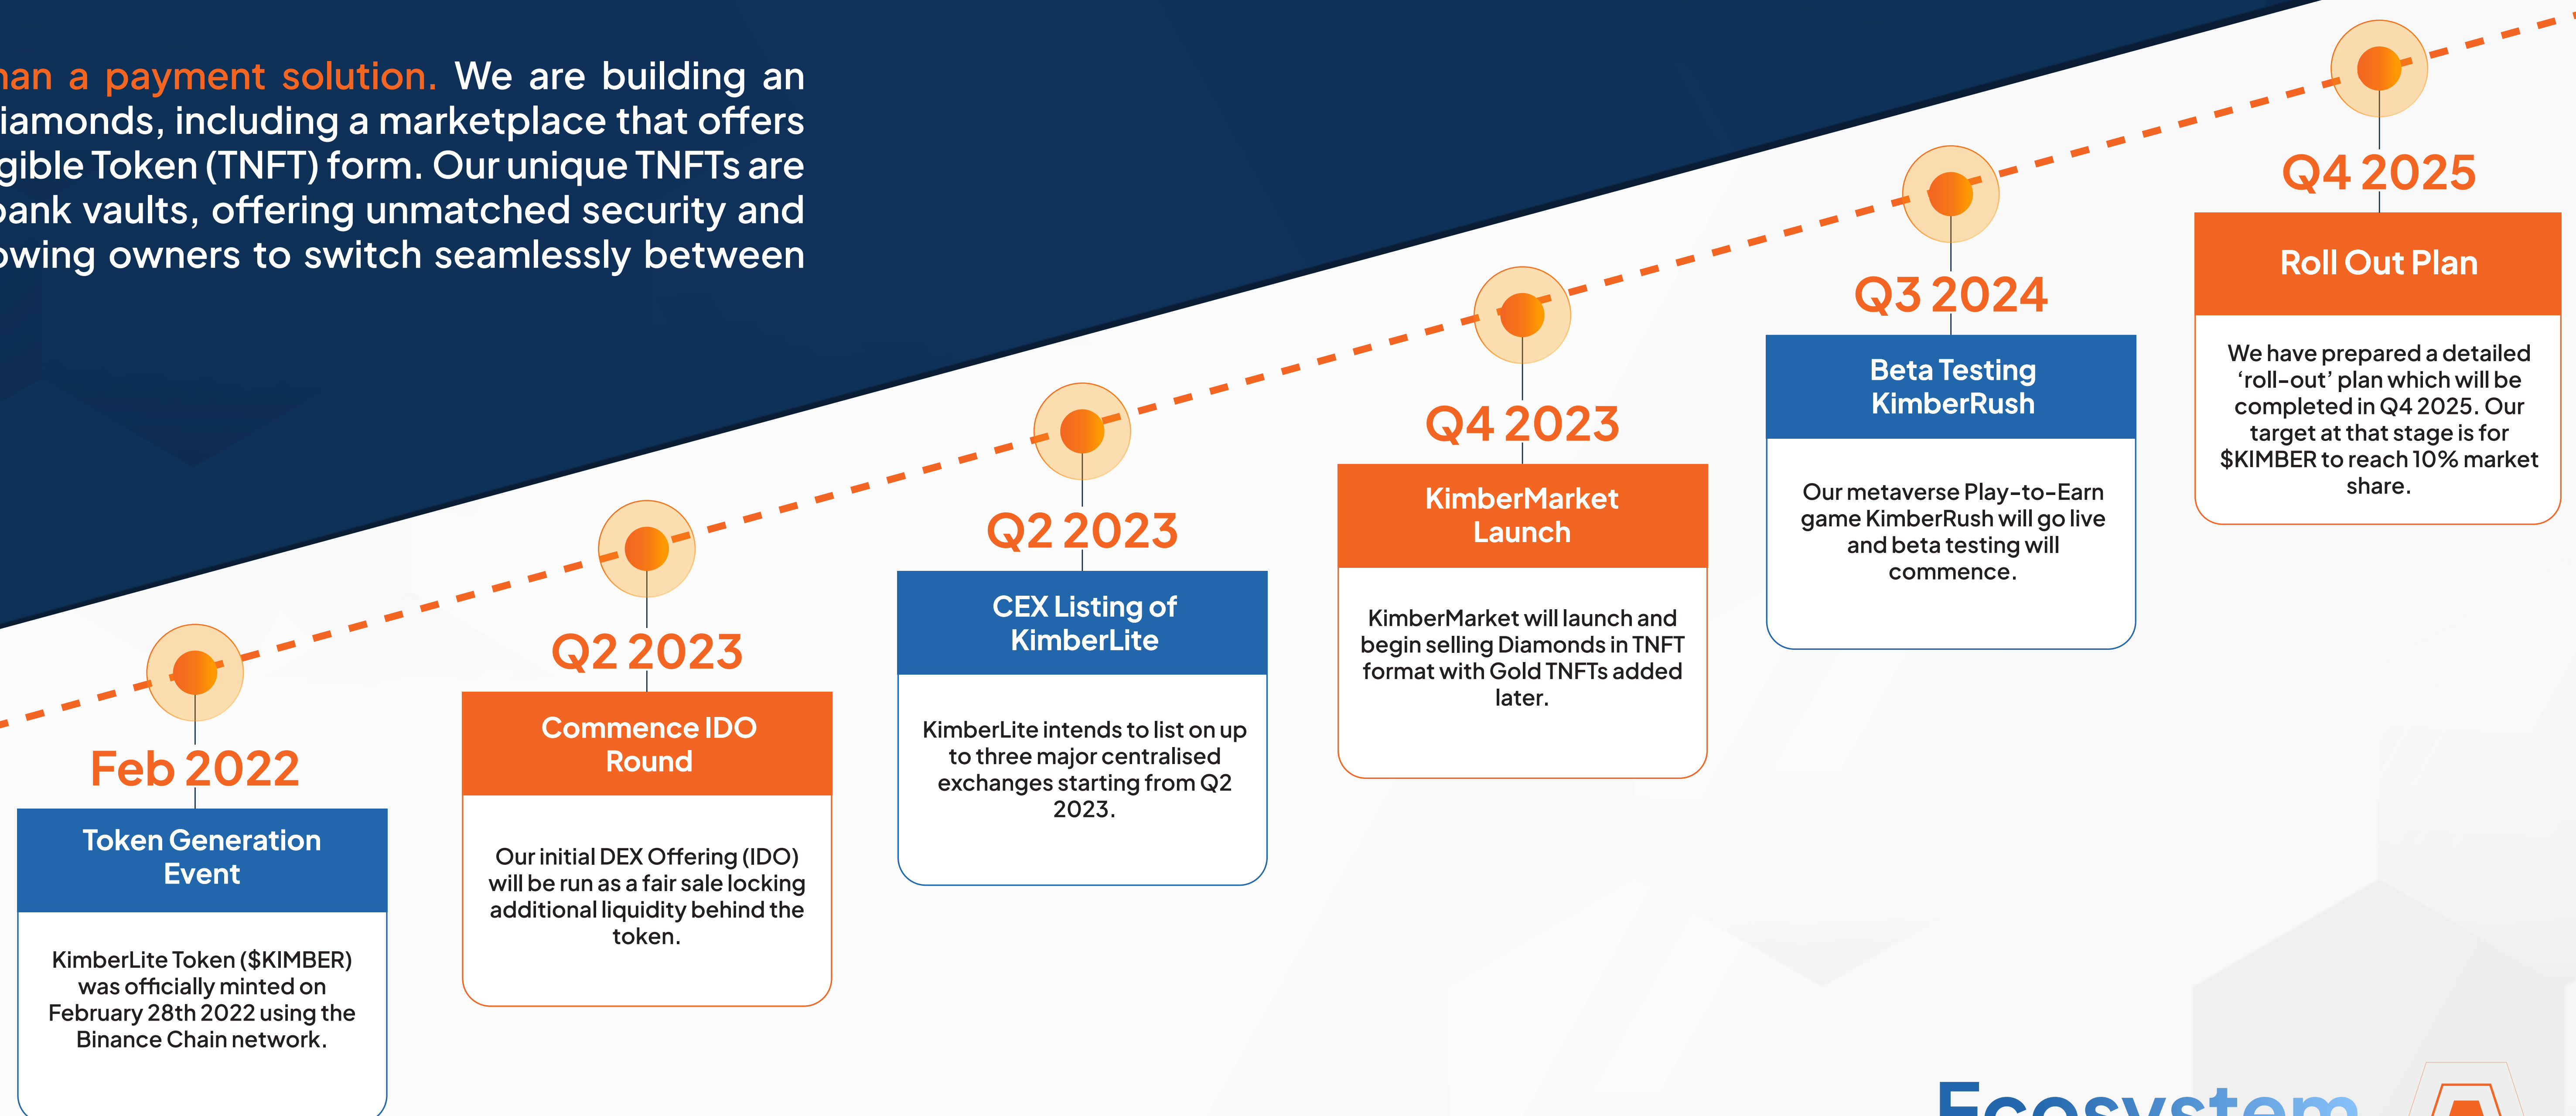 han a payment solution. We are building an
iamonds, including a marketplace that offers
gible Token (TNFT) form. Our unique TNFTs are
bank vaults, offering unmatched security and
owing owners to switch seamlessly between
Feb 2022
Token Generation
Event
KimberLite Token ($KIMBER)
was officially minted on
February 28th 2022 using the
Binance Chain network.
Q2 2023
Commence IDO
Round
Our initial DEX Offering (IDO)
will be run as a fair sale locking
additional liquidity behind the
token.
Q2 2023
CEX Listing of
KimberLite
KimberLite intends to list on up
to three major centralised
exchanges starting from Q2
2023.
Q4 2023
KimberMarket
Launch
KimberMarket will launch and
begin selling Diamonds in TNFT
format with Gold TNFTs added
later.
Q3 2024
Beta Testing
KimberRush
Our metaverse Play-to-Earn
game KimberRush will go live
and beta testing will
commence.
Q4 2025
Roll Out Plan
We have prepared a detailed
‘roll-out’ plan which will be
completed in Q4 2025. Our
target at that stage is for
$KIMBER to reach 10% market
share.
Ecosystem